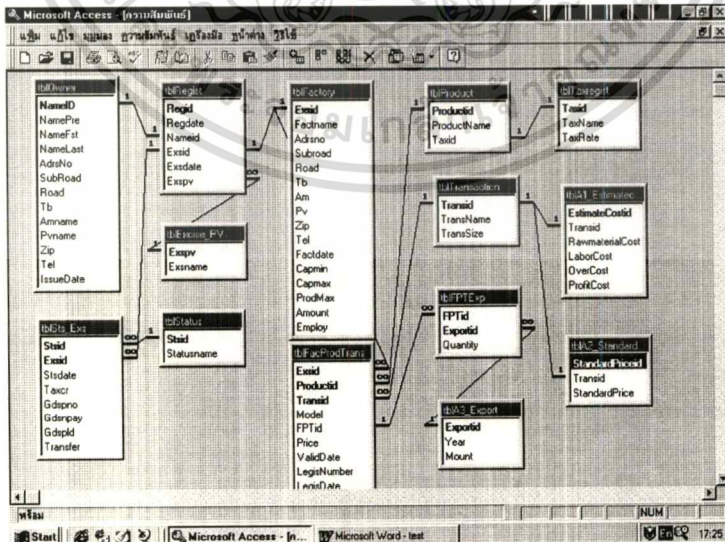 Microsoft Access - [ความสัมพันธ์]
แฟ้ม แก้ไข มุมมอง ความสัมพันธ์ เครื่องมือ หน้าต่าง วิธีใช้
tblOwner
NameID
NamePre
NameFst
NameLast
AdrsNo
SubRoad
Road
Tb
Amname
Pvname
Zip
Tel
IssueDate
tblRegist
Regid
Regdate
Nameid
Exsid
Exsdate
Exspv
tblExcise_PV
Exspv
Exsname
tblSts_Exs
Stsid
Exsid
Stsdate
Taxcr
Gdspno
Gdsnpay
Gdspld
Transfer
tblStatus
Stsid
Statusname
tblFactory
Exsid
Factname
Adrsno
Subroad
Road
Tb
Am
Pv
Zip
Tel
Factdate
Capmin
Capmax
ProdMax
Amount
Employ
tblFacProdTrans
Exsid
Productid
Transid
Model
FPTid
Price
ValidDate
LegisNumber
LegisDate
tblProduct
Productid
ProductName
Taxid
tblTransaction
Transid
TransName
TransSize
tblFPTExp
FPTid
Exportid
Quantity
tblA3_Export
Exportid
Year
Mount
tblTaxregirt
Taxid
TaxName
TaxRate
tblA1_Estimated
EstimateCostid
Transid
RawmaterialCost
LaborCost
OverCost
ProfitCost
tblA2_Standard
StandardPriceid
Transid
StandardPrice
พร้อม
NUM
Start
Microsoft Access - [ก...
Microsoft Word - test
En
17:25